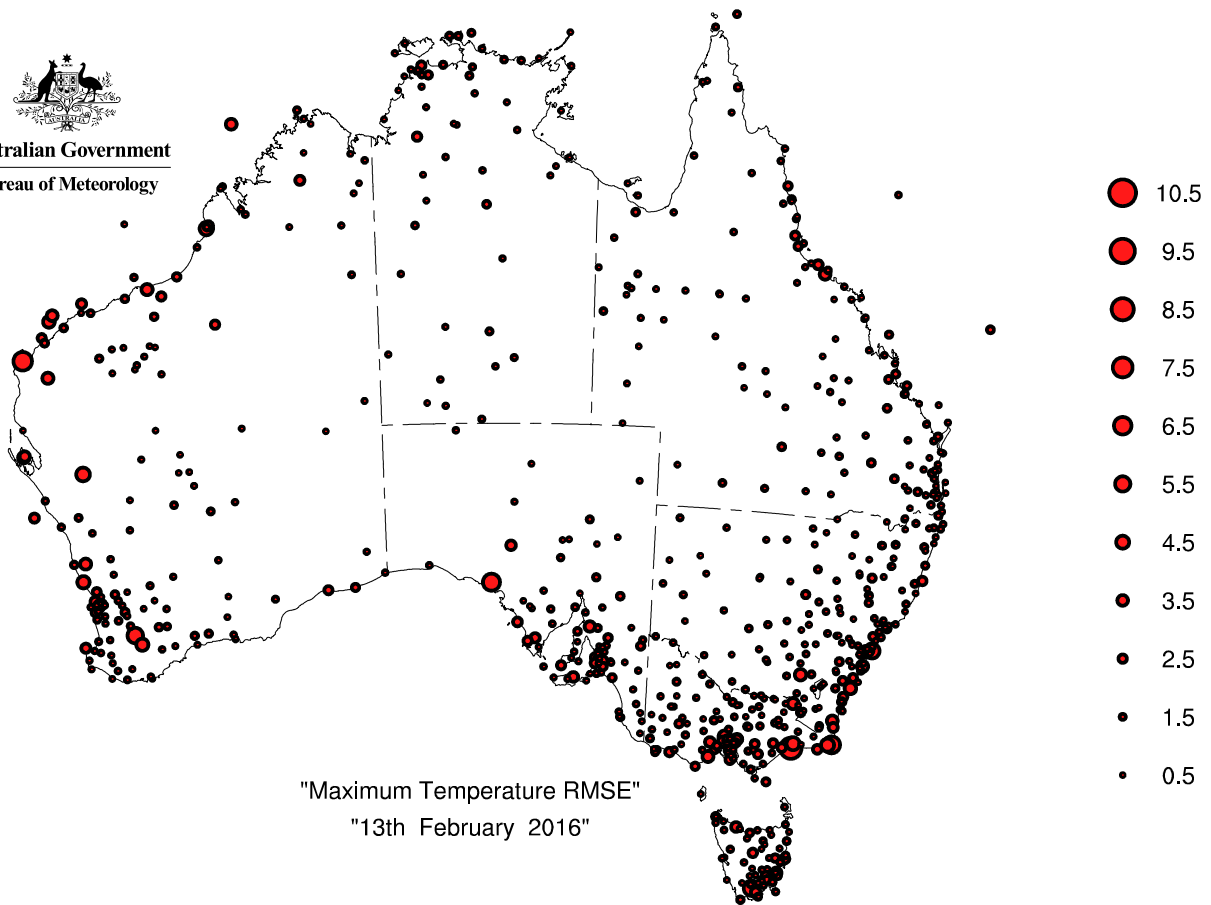 AUSTRALIA
tralian Government
reau of Meteorology
10.5
9.5
8.5
7.5
6.5
5.5
4.5
3.5
2.5
1.5
0.5
"Maximum Temperature RMSE"
"13th February 2016"